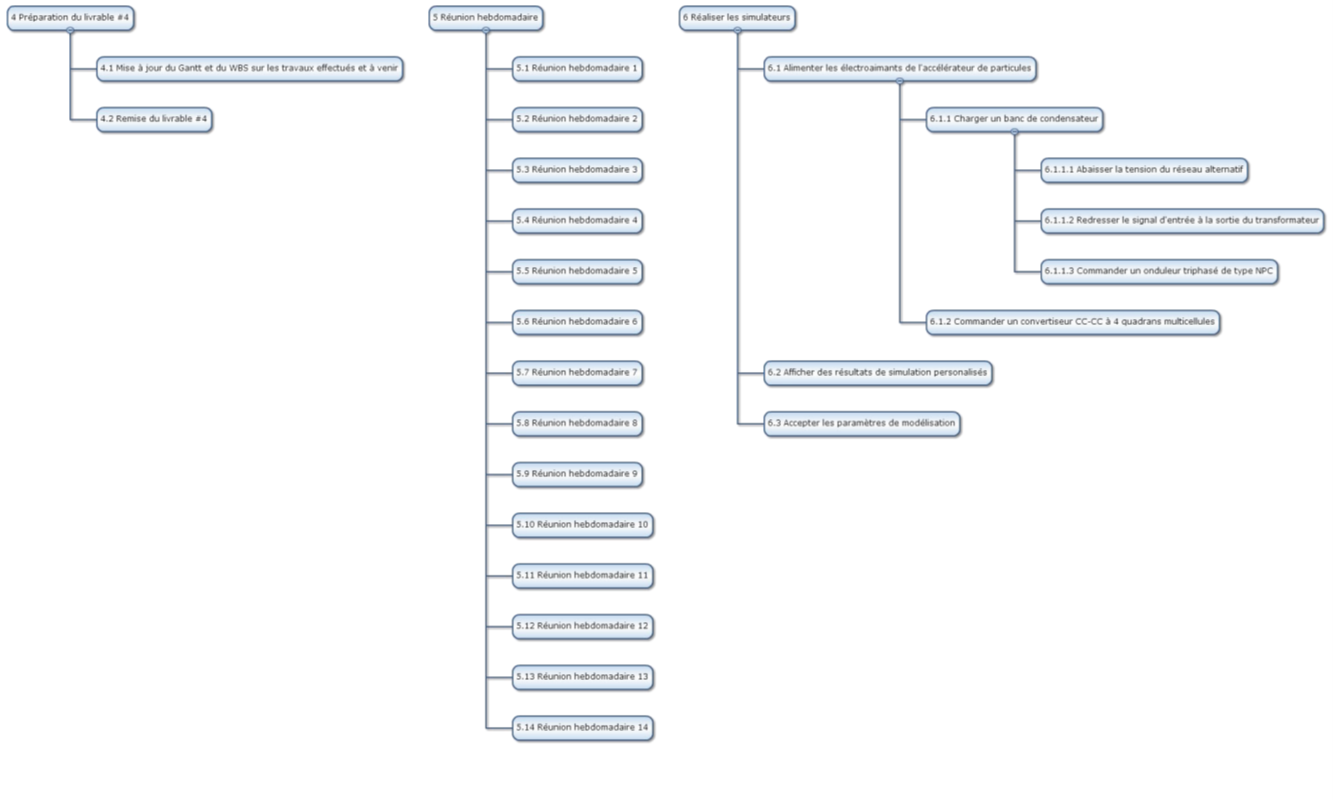 4 Préparation du livrable #4
4.1 Mise à jour du Gantt et du WBS sur les travaux effectués et à venir
4.2 Remise du livrable #4
5 Réunion hebdomadaire
5.1 Réunion hebdomadaire 1
5.2 Réunion hebdomadaire 2
5.3 Réunion hebdomadaire 3
5.4 Réunion hebdomadaire 4
5.5 Réunion hebdomadaire 5
5.6 Réunion hebdomadaire 6
5.7 Réunion hebdomadaire 7
5.8 Réunion hebdomadaire 8
5.9 Réunion hebdomadaire 9
5.10 Réunion hebdomadaire 10
5.11 Réunion hebdomadaire 11
5.12 Réunion hebdomadaire 12
5.13 Réunion hebdomadaire 13
5.14 Réunion hebdomadaire 14
6 Réaliser les simulateurs
6.1 Alimenter les électroaimants de l'accélérateur de particules
6.1.1 Charger un banc de condensateur
6.1.1.1 Abaisser la tension du réseau alternatif
6.1.1.2 Redresser le signal d'entrée à la sortie du transformateur
6.1.1.3 Commander un onduleur triphasé de type NPC
6.1.2 Commander un convertiseur CC-CC à 4 quadrans multicellules
6.2 Afficher des résultats de simulation personalisés
6.3 Accepter les paramètres de modélisation